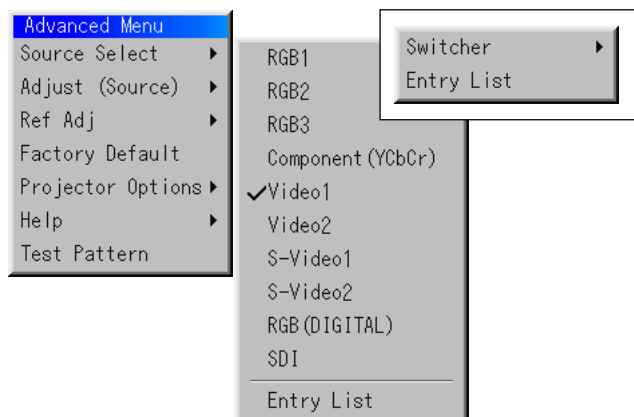 Advanced Menu
Source Select
Adjust (Source)
Ref Adj
Factory Default
Projector Options
Help
Test Pattern
RGB1
RGB2
RGB3
Component(YCbCr)
Video1
Video2
S-Video1
S-Video2
RGB(DIGITAL)
SDI
Entry List
Switcher
Entry List